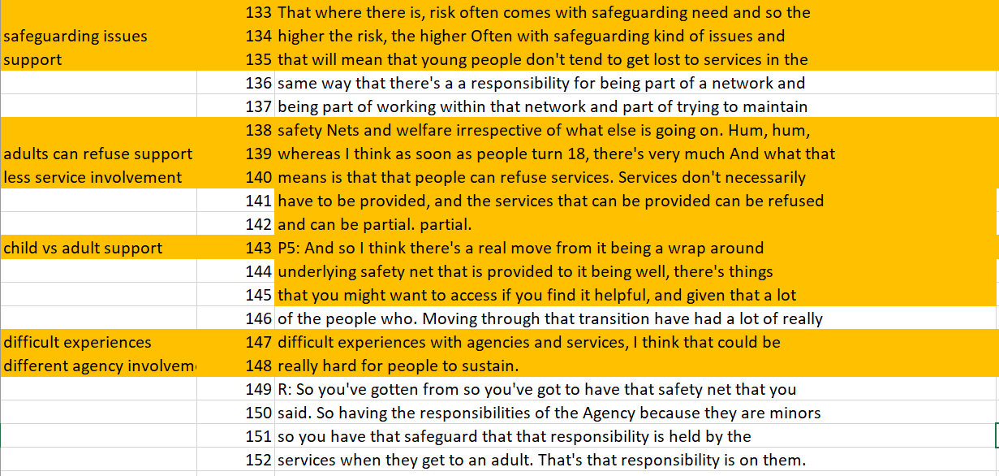 133 That where there is, risk often comes with safeguarding need and so the
safeguarding issues 134 higher the risk, the higher Often with safeguarding kind of issues and
support 135 that will mean that young people don't tend to get lost to services in the
136 same way that there's a a responsibility for being part of a network and
137 being part of working within that network and part of trying to maintain
138 safety Nets and welfare irrespective of what else is going on. Hum, hum,
adults can refuse support 139 whereas I think as soon as people turn 18, there's very much And what that
less service involvement 140 means is that that people can refuse services. Services don't necessarily
141 have to be provided, and the services that can be provided can be refused
142 and can be partial. partial.
child vs adult support 143 P5: And so I think there's a real move from it being a wrap around
144 underlying safety net that is provided to it being well, there's things
145 that you might want to access if you find it helpful, and given that a lot
146 of the people who. Moving through that transition have had a lot of really
difficult experiences 147 difficult experiences with agencies and services, I think that could be
different agency involvem 148 really hard for people to sustain.
149 R: So you've gotten from so you've got to have that safety net that you
150 said. So having the responsibilities of the Agency because they are minors
151 so you have that safeguard that that responsibility is held by the
152 services when they get to an adult. That's that responsibility is on them.